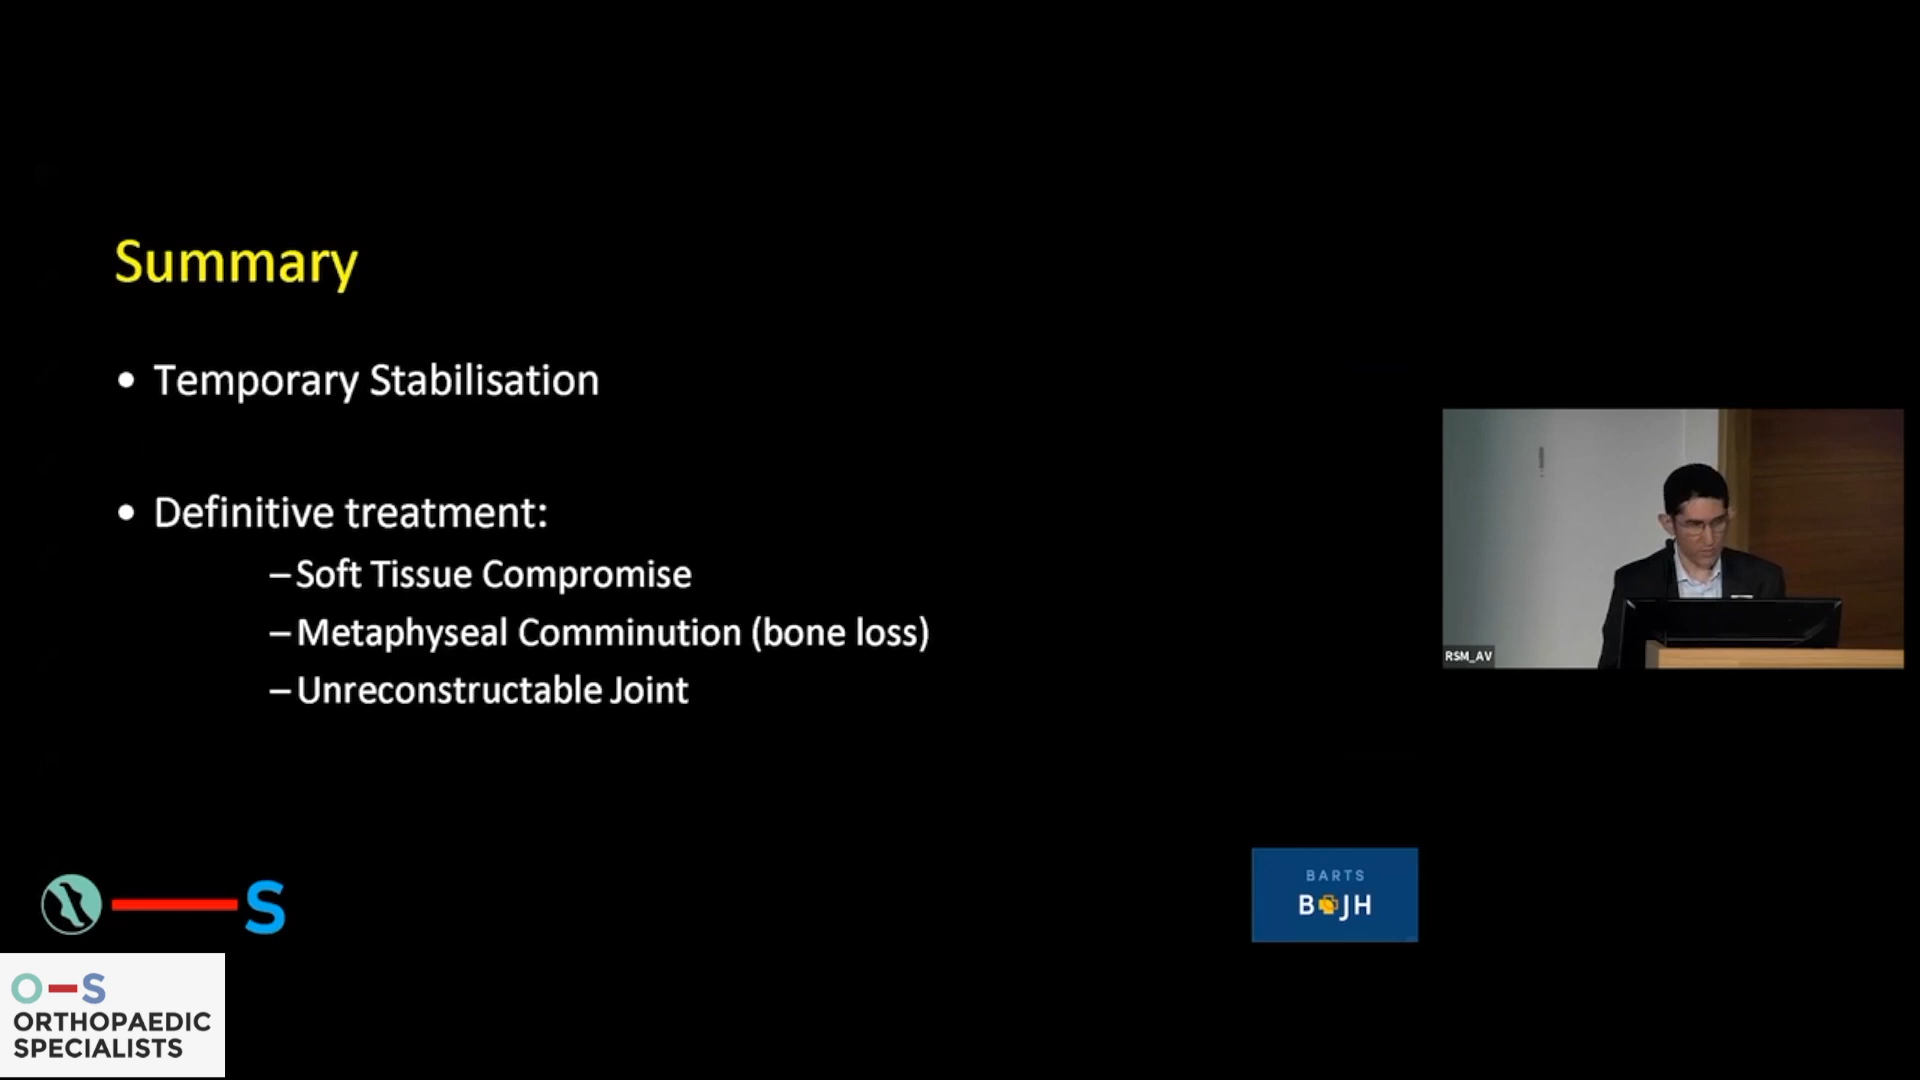 Summary
• Temporary Stabilisation
• Definitive treatment:
– Soft Tissue Compromise
– Metaphyseal Comminution (bone loss)
– Unreconstructable Joint
RSM_AV
S
BARTS
B JH
O–S
ORTHOPAEDIC
SPECIALISTS